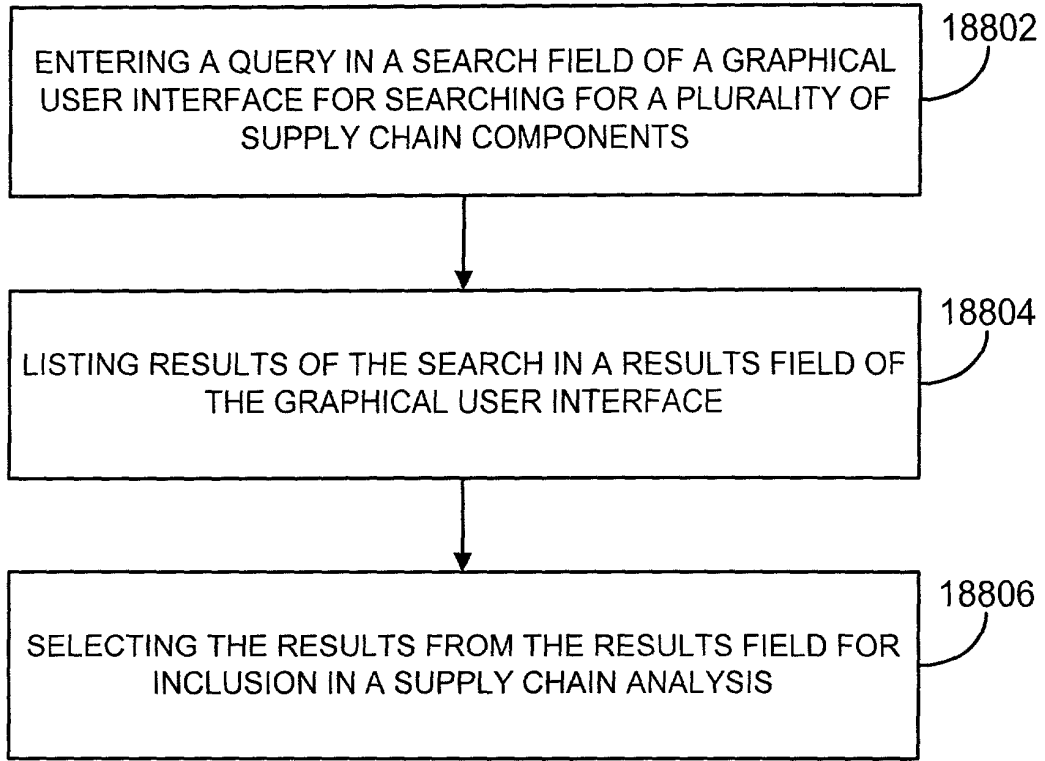 18802
ENTERING A QUERY IN A SEARCH FIELD OF A GRAPHICAL
USER INTERFACE FOR SEARCHING FOR A PLURALITY OF
SUPPLY CHAIN COMPONENTS
18804
LISTING RESULTS OF THE SEARCH IN A RESULTS FIELD OF
THE GRAPHICAL USER INTERFACE
18806
SELECTING THE RESULTS FROM THE RESULTS FIELD FOR
INCLUSION IN A SUPPLY CHAIN ANALYSIS